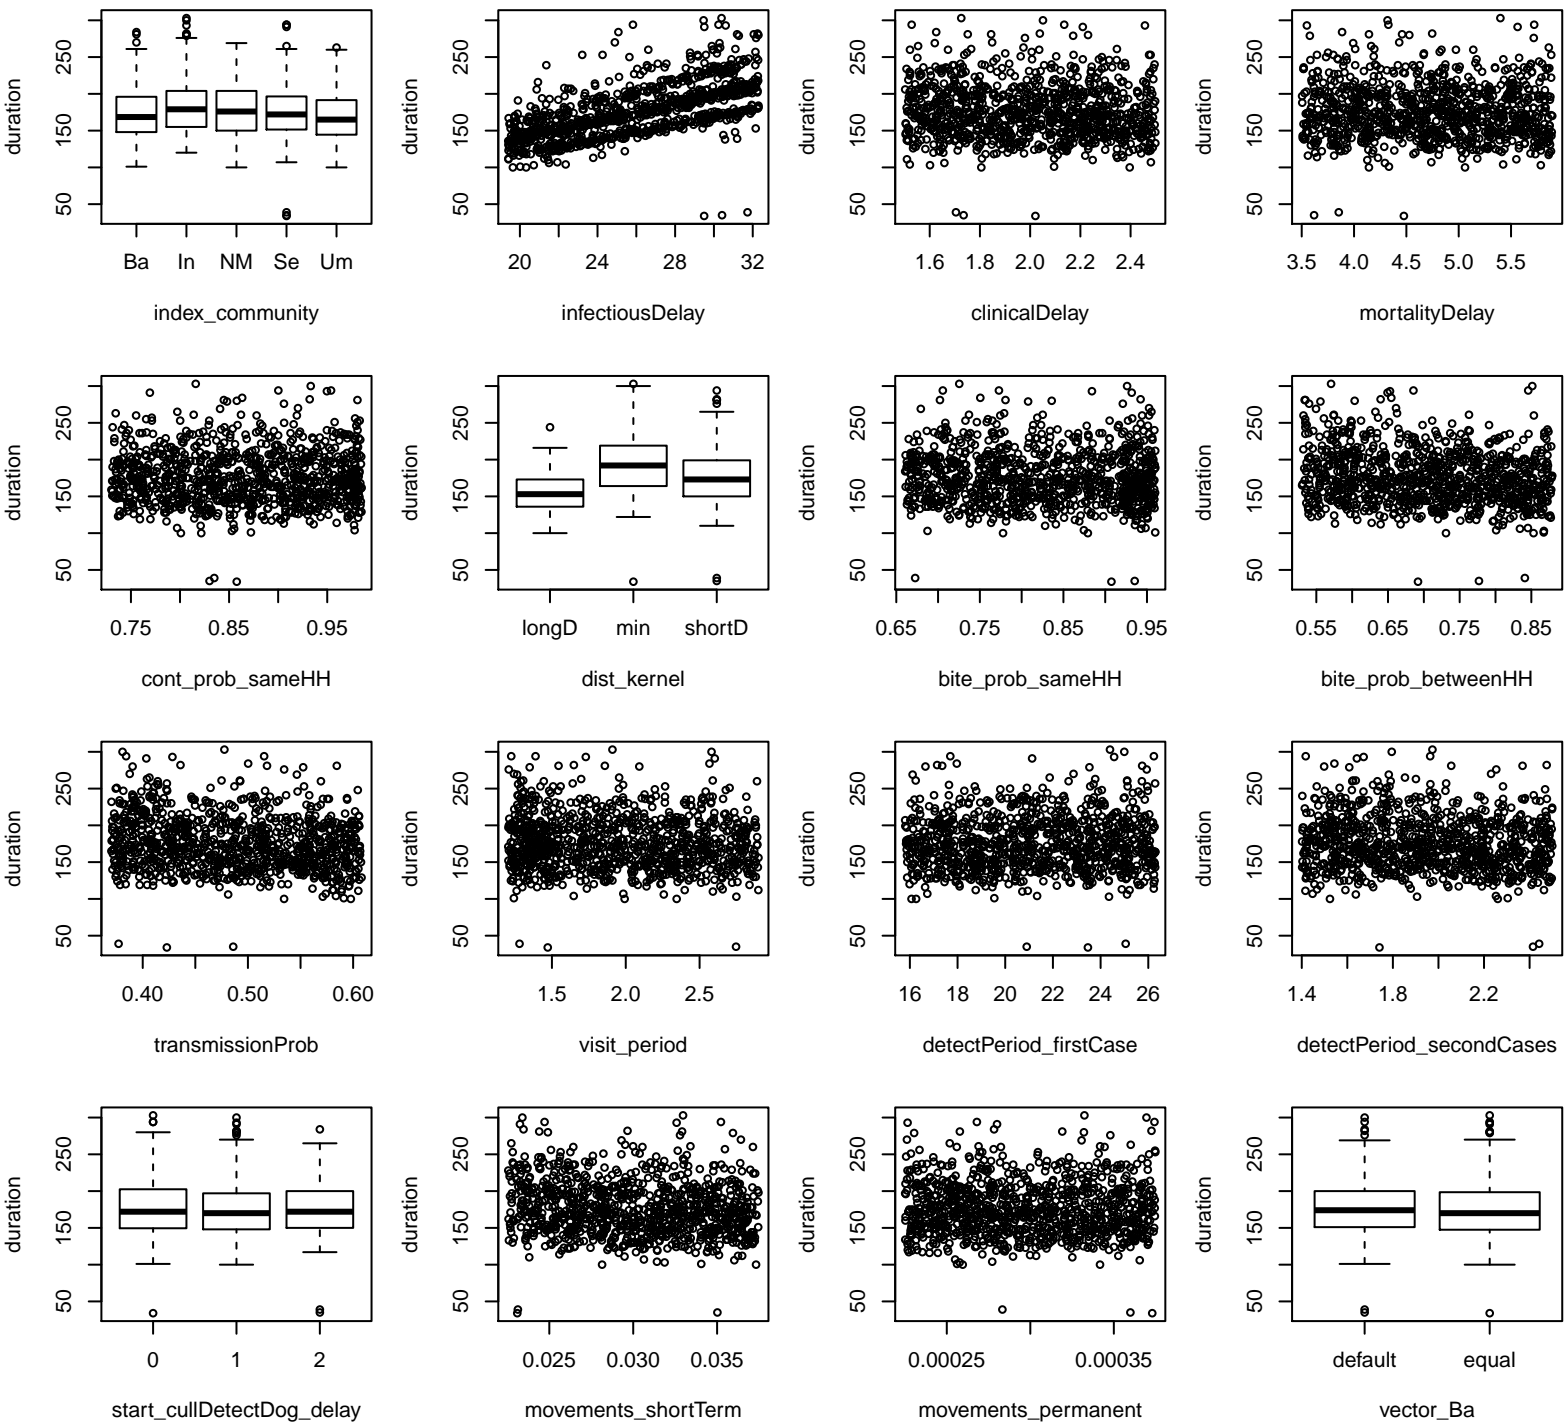 duration
50 150 250
Ba In NM Se Um
index_community
duration
50 150 250
20 24 28 32
infectiousDelay
duration
50 150 250
1.6 1.8 2.0 2.2 2.4
clinicalDelay
duration
50 150 250
3.5 4.0 4.5 5.0 5.5
mortalityDelay
duration
50 150 250
0.75 0.85 0.95
cont_prob_sameHH
duration
50 150 250
longD min shortD
dist_kernel
duration
50 150 250
0.65 0.75 0.85 0.95
bite_prob_sameHH
duration
50 150 250
0.55 0.65 0.75 0.85
bite_prob_betweenHH
duration
50 150 250
0.40 0.50 0.60
transmissionProb
duration
50 150 250
1.5 2.0 2.5
visit_period
duration
50 150 250
16 18 20 22 24 26
detectPeriod_firstCase
duration
50 150 250
1.4 1.8 2.2
detectPeriod_secondCases
duration
50 150 250
0 1 2
start_cullDetectDog_delay
duration
50 150 250
0.025 0.030 0.035
movements_shortTerm
duration
50 150 250
0.00025 0.00035
movements_permanent
duration
50 150 250
default equal
vector_Ba